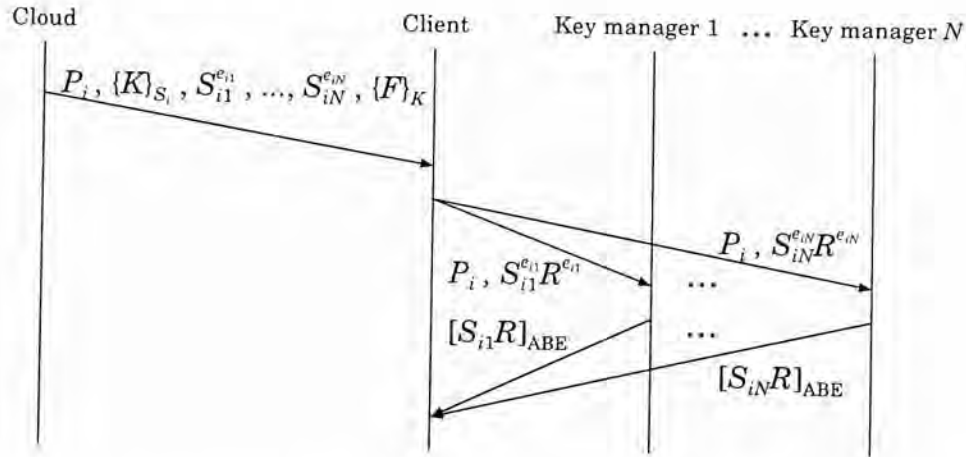 Cloud Client Key manager 1 ... Key manager N
P_i, {K}_{S_i}, S_{i1}^{e_{i1}}, ..., S_{iN}^{e_{iN}}, {F}_K
P_i, S_{iN}^{e_{iN}} R^{e_{iN}}
P_i, S_{i1}^{e_{i1}} R^{e_{i1}} ...
[S_{i1}R]_{ABE} ...
[S_{iN}R]_{ABE}